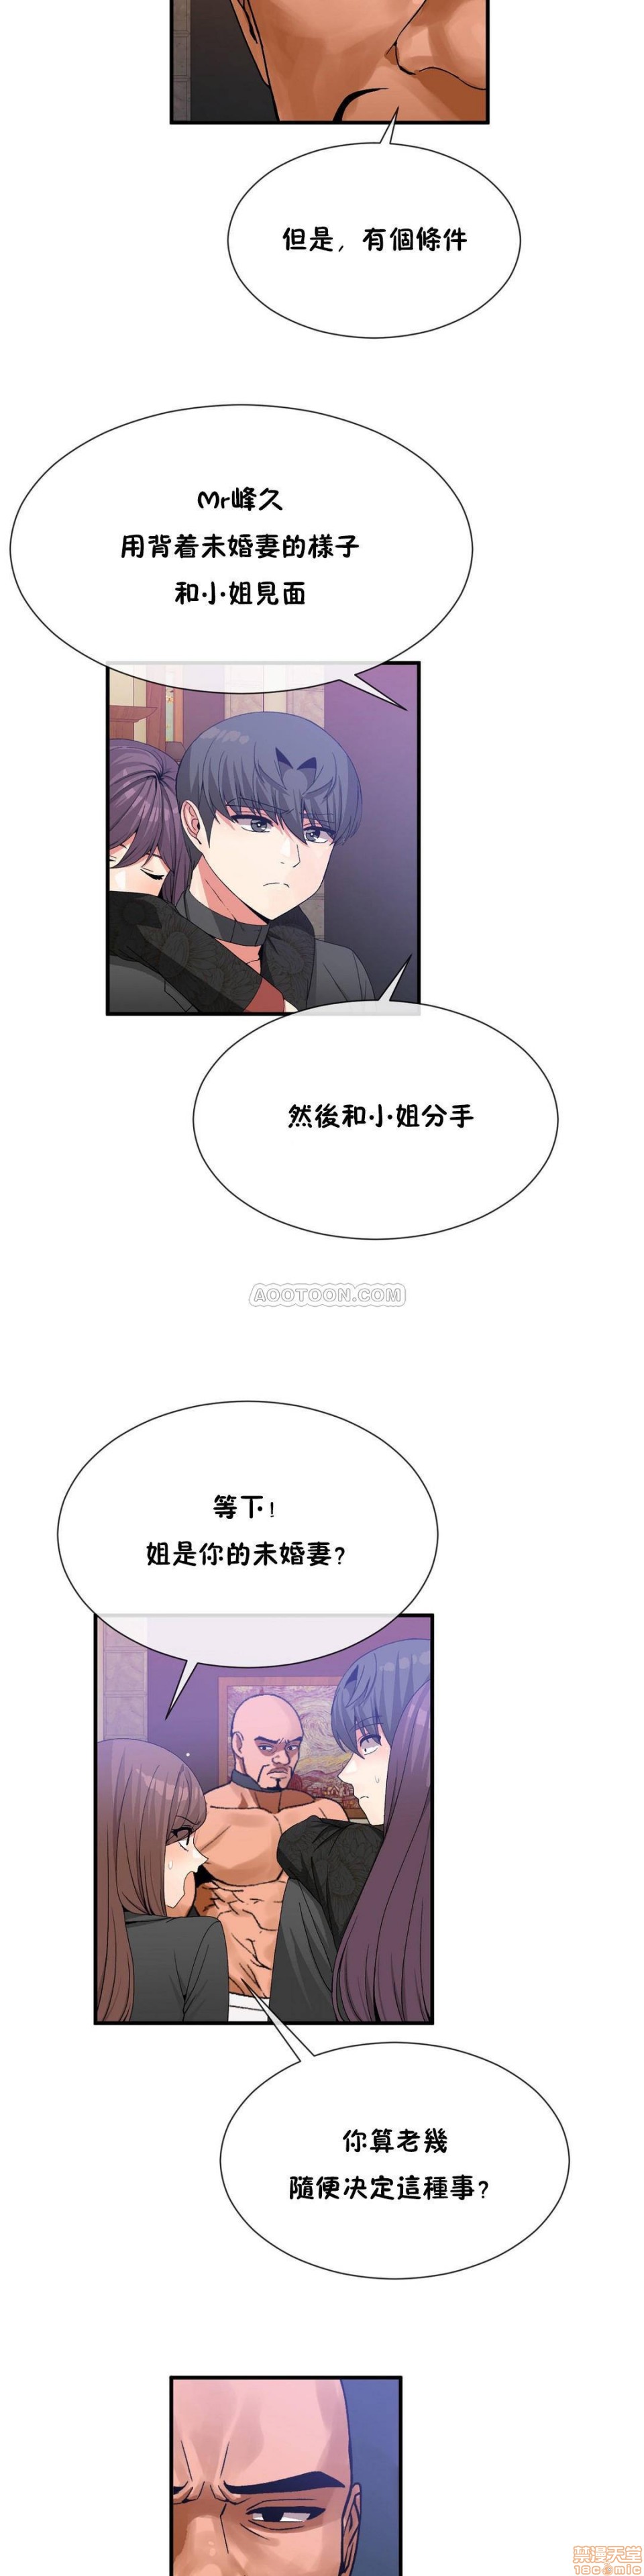 但是，有個條件
Mr峰久
用背着未婚妻的樣子
和小姐見面
然後和小姐分手
AOOTOON.COM
等下!
姐是你的未婚妻?
你算老幾
隨便決定這種事?
禁漫天堂
18comic